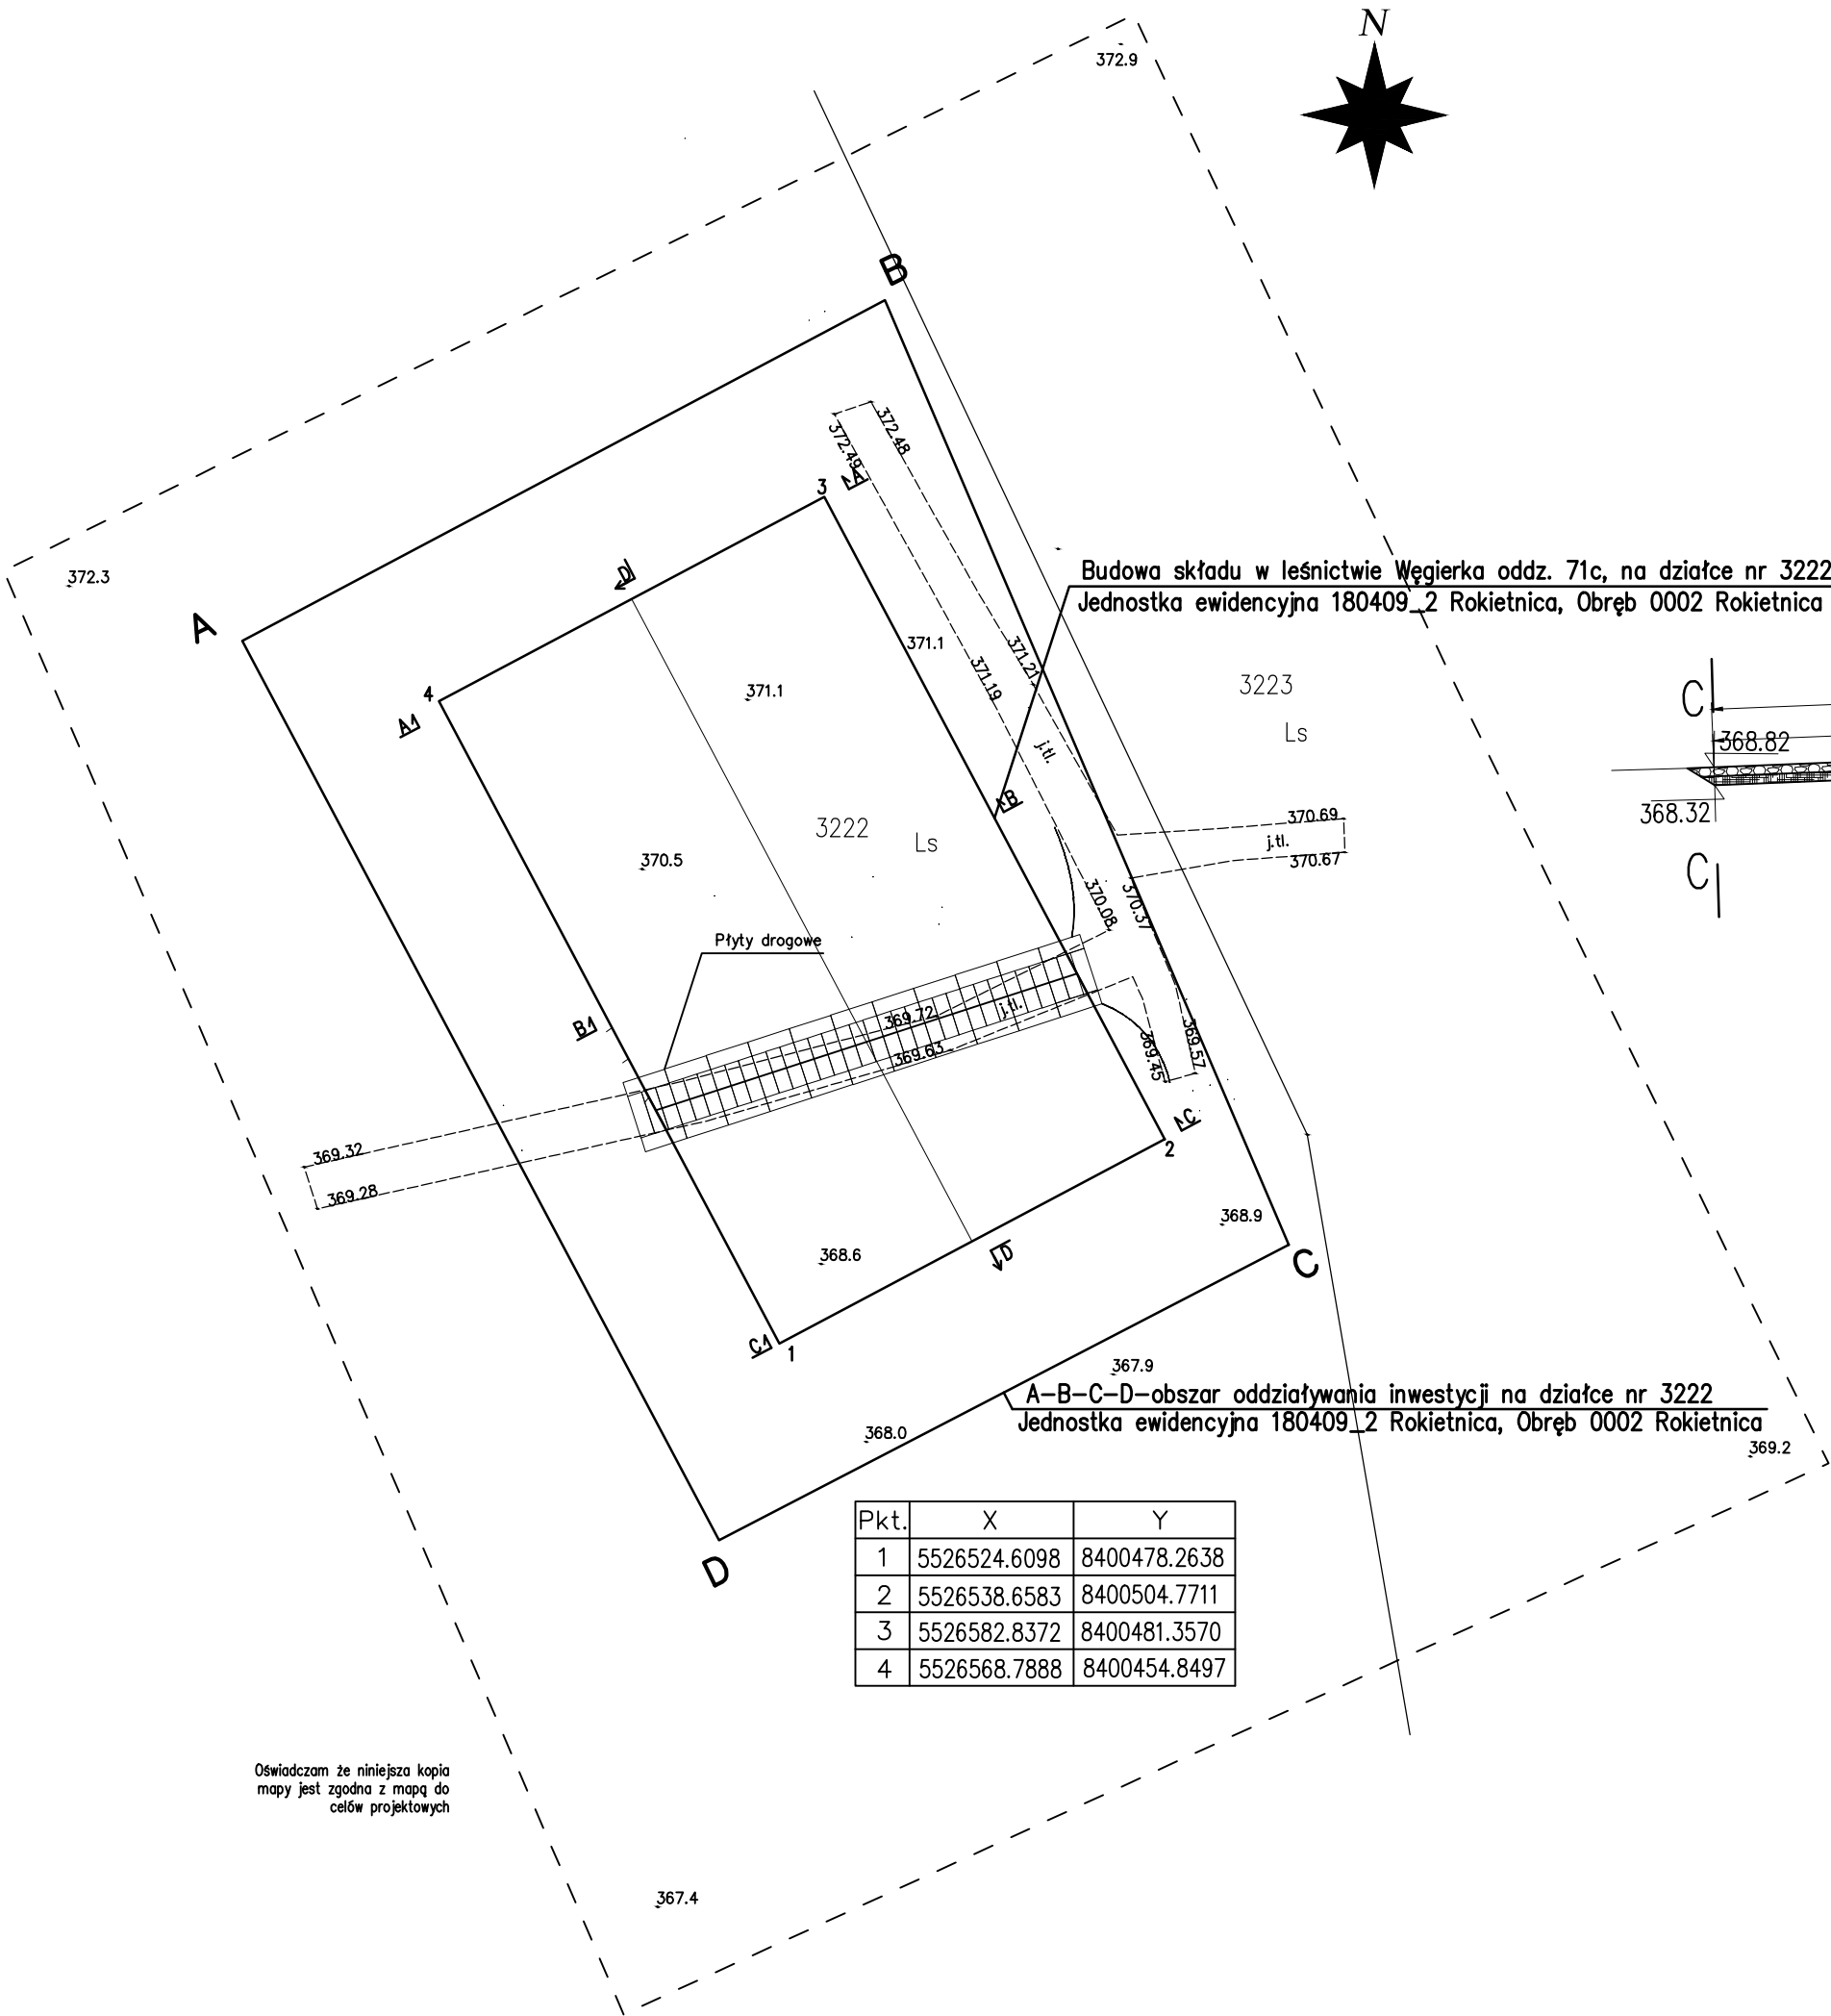 N
372.9
B
372.48
372.49
A
3
D
372.3
A
Budowa składu w leśnictwie Węgierka oddz. 71c, na działce nr 3222
Jednostka ewidencyjna 180409_2 Rokietnica, Obręb 0002 Rokietnica
371.1
371.21
371.19
3223
Ls
4
A1
371.1
j.tl.
C
368.82
368.32
C
B
3222
Ls
370.5
370.69
j.tl.
370.67
370.08
370.37
Płyty drogowe
B1
369.72
j.tl.
369.63
369.45
369.57
369.32
369.28
C
2
368.9
368.6
D
C
C1
1
367.9
A-B-C-D-obszar oddziaływania inwestycji na działce nr 3222
Jednostka ewidencyjna 180409_2 Rokietnica, Obręb 0002 Rokietnica
368.0
369.2
D
Pkt. X Y
1 5526524.6098 8400478.2638
2 5526538.6583 8400504.7711
3 5526582.8372 8400481.3570
4 5526568.7888 8400454.8497
Oświadczam że niniejsza kopia
mapy jest zgodna z mapą do
celów projektowych
367.4